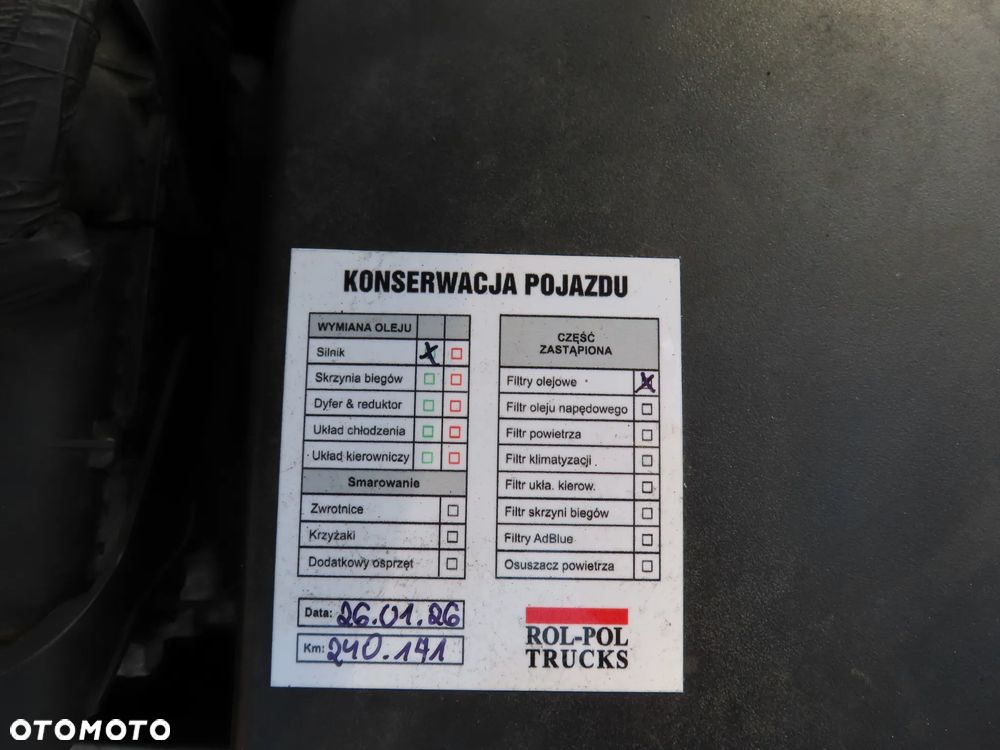 KONSERWACJA POJAZDU
WYMIANA OLEJU
Silnik
Skrzynia biegów
Dyfer & reduktor
Układ chłodzenia
Układ kierowniczy
Smarowanie
Zwrotnice
Krzyżaki
Dodatkowy osprzęt
CZĘŚĆ
ZASTĄPIONA
Filtry olejowe
Filtr oleju napędowego
Filtr powietrza
Filtr klimatyzacji
Filtr ukła. kierow.
Filtr skrzyni biegów
Filtry AdBlue
Osuszacz powietrza
Data: 26.01.26
Km: 240.141
ROL-POL
TRUCKS
OTOMOTO